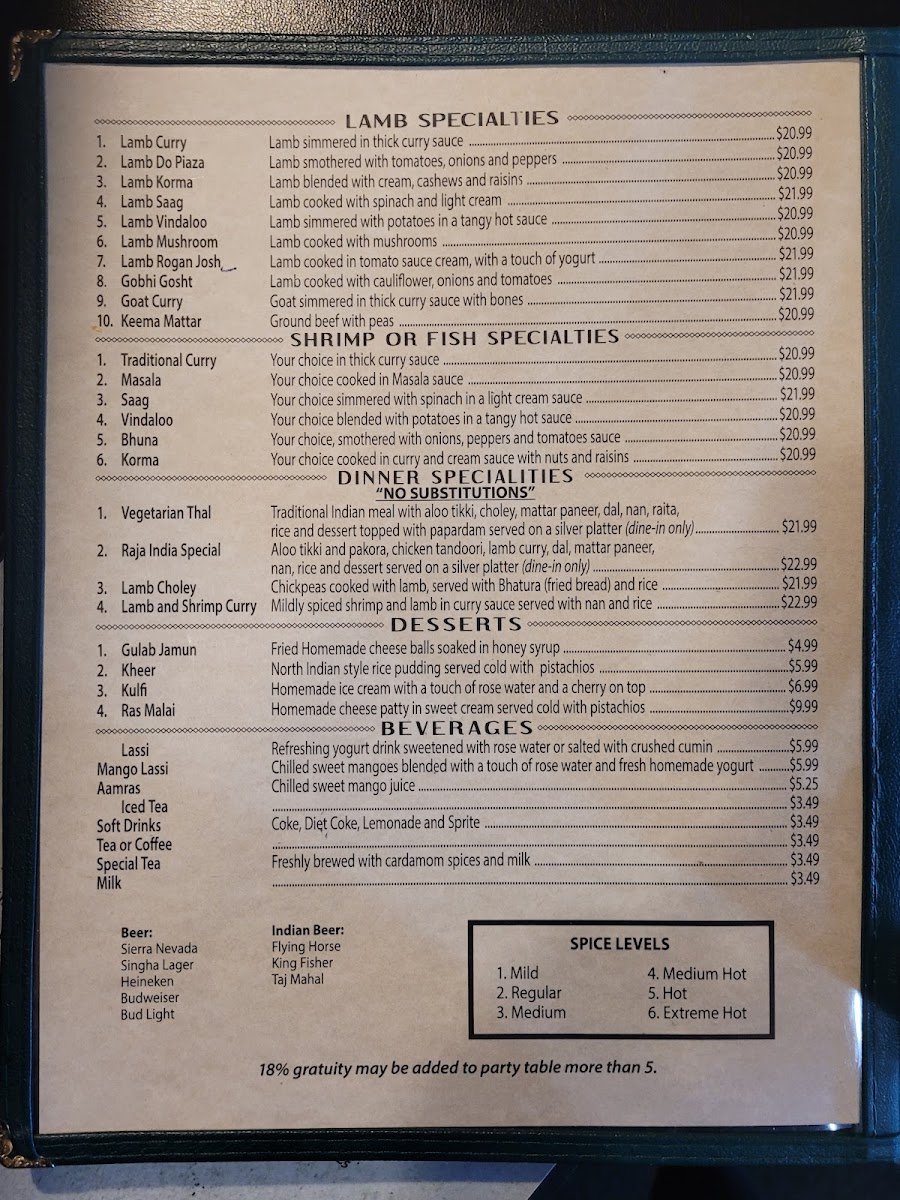 LAMB SPECIALTIES
1. Lamb Curry Lamb simmered in thick curry sauce $20.99
2. Lamb Do Piaza Lamb smothered with tomatoes, onions and peppers $20.99
3. Lamb Korma Lamb blended with cream, cashews and raisins $20.99
4. Lamb Saag Lamb cooked with spinach and light cream $21.99
5. Lamb Vindaloo Lamb simmered with potatoes in a tangy hot sauce $20.99
6. Lamb Mushroom Lamb cooked with mushrooms $20.99
7. Lamb Rogan Josh Lamb cooked in tomato sauce cream, with a touch of yogurt $21.99
8. Gobhi Gosht Lamb cooked with cauliflower, onions and tomatoes $21.99
9. Goat Curry Goat simmered in thick curry sauce with bones $21.99
10. Keema Mattar Ground beef with peas $20.99
SHRIMP OR FISH SPECIALTIES
1. Traditional Curry Your choice in thick curry sauce $20.99
2. Masala Your choice cooked in Masala sauce $20.99
3. Saag Your choice simmered with spinach in a light cream sauce $21.99
4. Vindaloo Your choice blended with potatoes in a tangy hot sauce $20.99
5. Bhuna Your choice, smothered with onions, peppers and tomatoes sauce $20.99
6. Korma Your choice cooked in curry and cream sauce with nuts and raisins $20.99
DINNER SPECIALITIES
"NO SUBSTITUTIONS"
1. Vegetarian Thal Traditional Indian meal with aloo tikki, choley, mattar paneer, dal, nan, raita,
rice and dessert topped with papardam served on a silver platter (dine-in only) $21.99
2. Raja India Special Aloo tikki and pakora, chicken tandoori, lamb curry, dal, mattar paneer,
nan, rice and dessert served on a silver platter (dine-in only) $22.99
3. Lamb Choley Chickpeas cooked with lamb, served with Bhatura (fried bread) and rice $21.99
4. Lamb and Shrimp Curry Mildly spiced shrimp and lamb in curry sauce served with nan and rice $22.99
DESSERTS
1. Gulab Jamun Fried Homemade cheese balls soaked in honey syrup $4.99
2. Kheer North Indian style rice pudding served cold with pistachios $5.99
3. Kulfi Homemade ice cream with a touch of rose water and a cherry on top $6.99
4. Ras Malai Homemade cheese patty in sweet cream served cold with pistachios $9.99
BEVERAGES
Lassi Refreshing yogurt drink sweetened with rose water or salted with crushed cumin $5.99
Mango Lassi Chilled sweet mangoes blended with a touch of rose water and fresh homemade yogurt $5.99
Aamras Chilled sweet mango juice $5.25
Iced Tea $3.49
Soft Drinks Coke, Diet Coke, Lemonade and Sprite $3.49
Tea or Coffee $3.49
Special Tea Freshly brewed with cardamom spices and milk $3.49
Milk $3.49
Beer:
Sierra Nevada
Singha Lager
Heineken
Budweiser
Bud Light
Indian Beer:
Flying Horse
King Fisher
Taj Mahal
SPICE LEVELS
1. Mild 4. Medium Hot
2. Regular 5. Hot
3. Medium 6. Extreme Hot
18% gratuity may be added to party table more than 5.